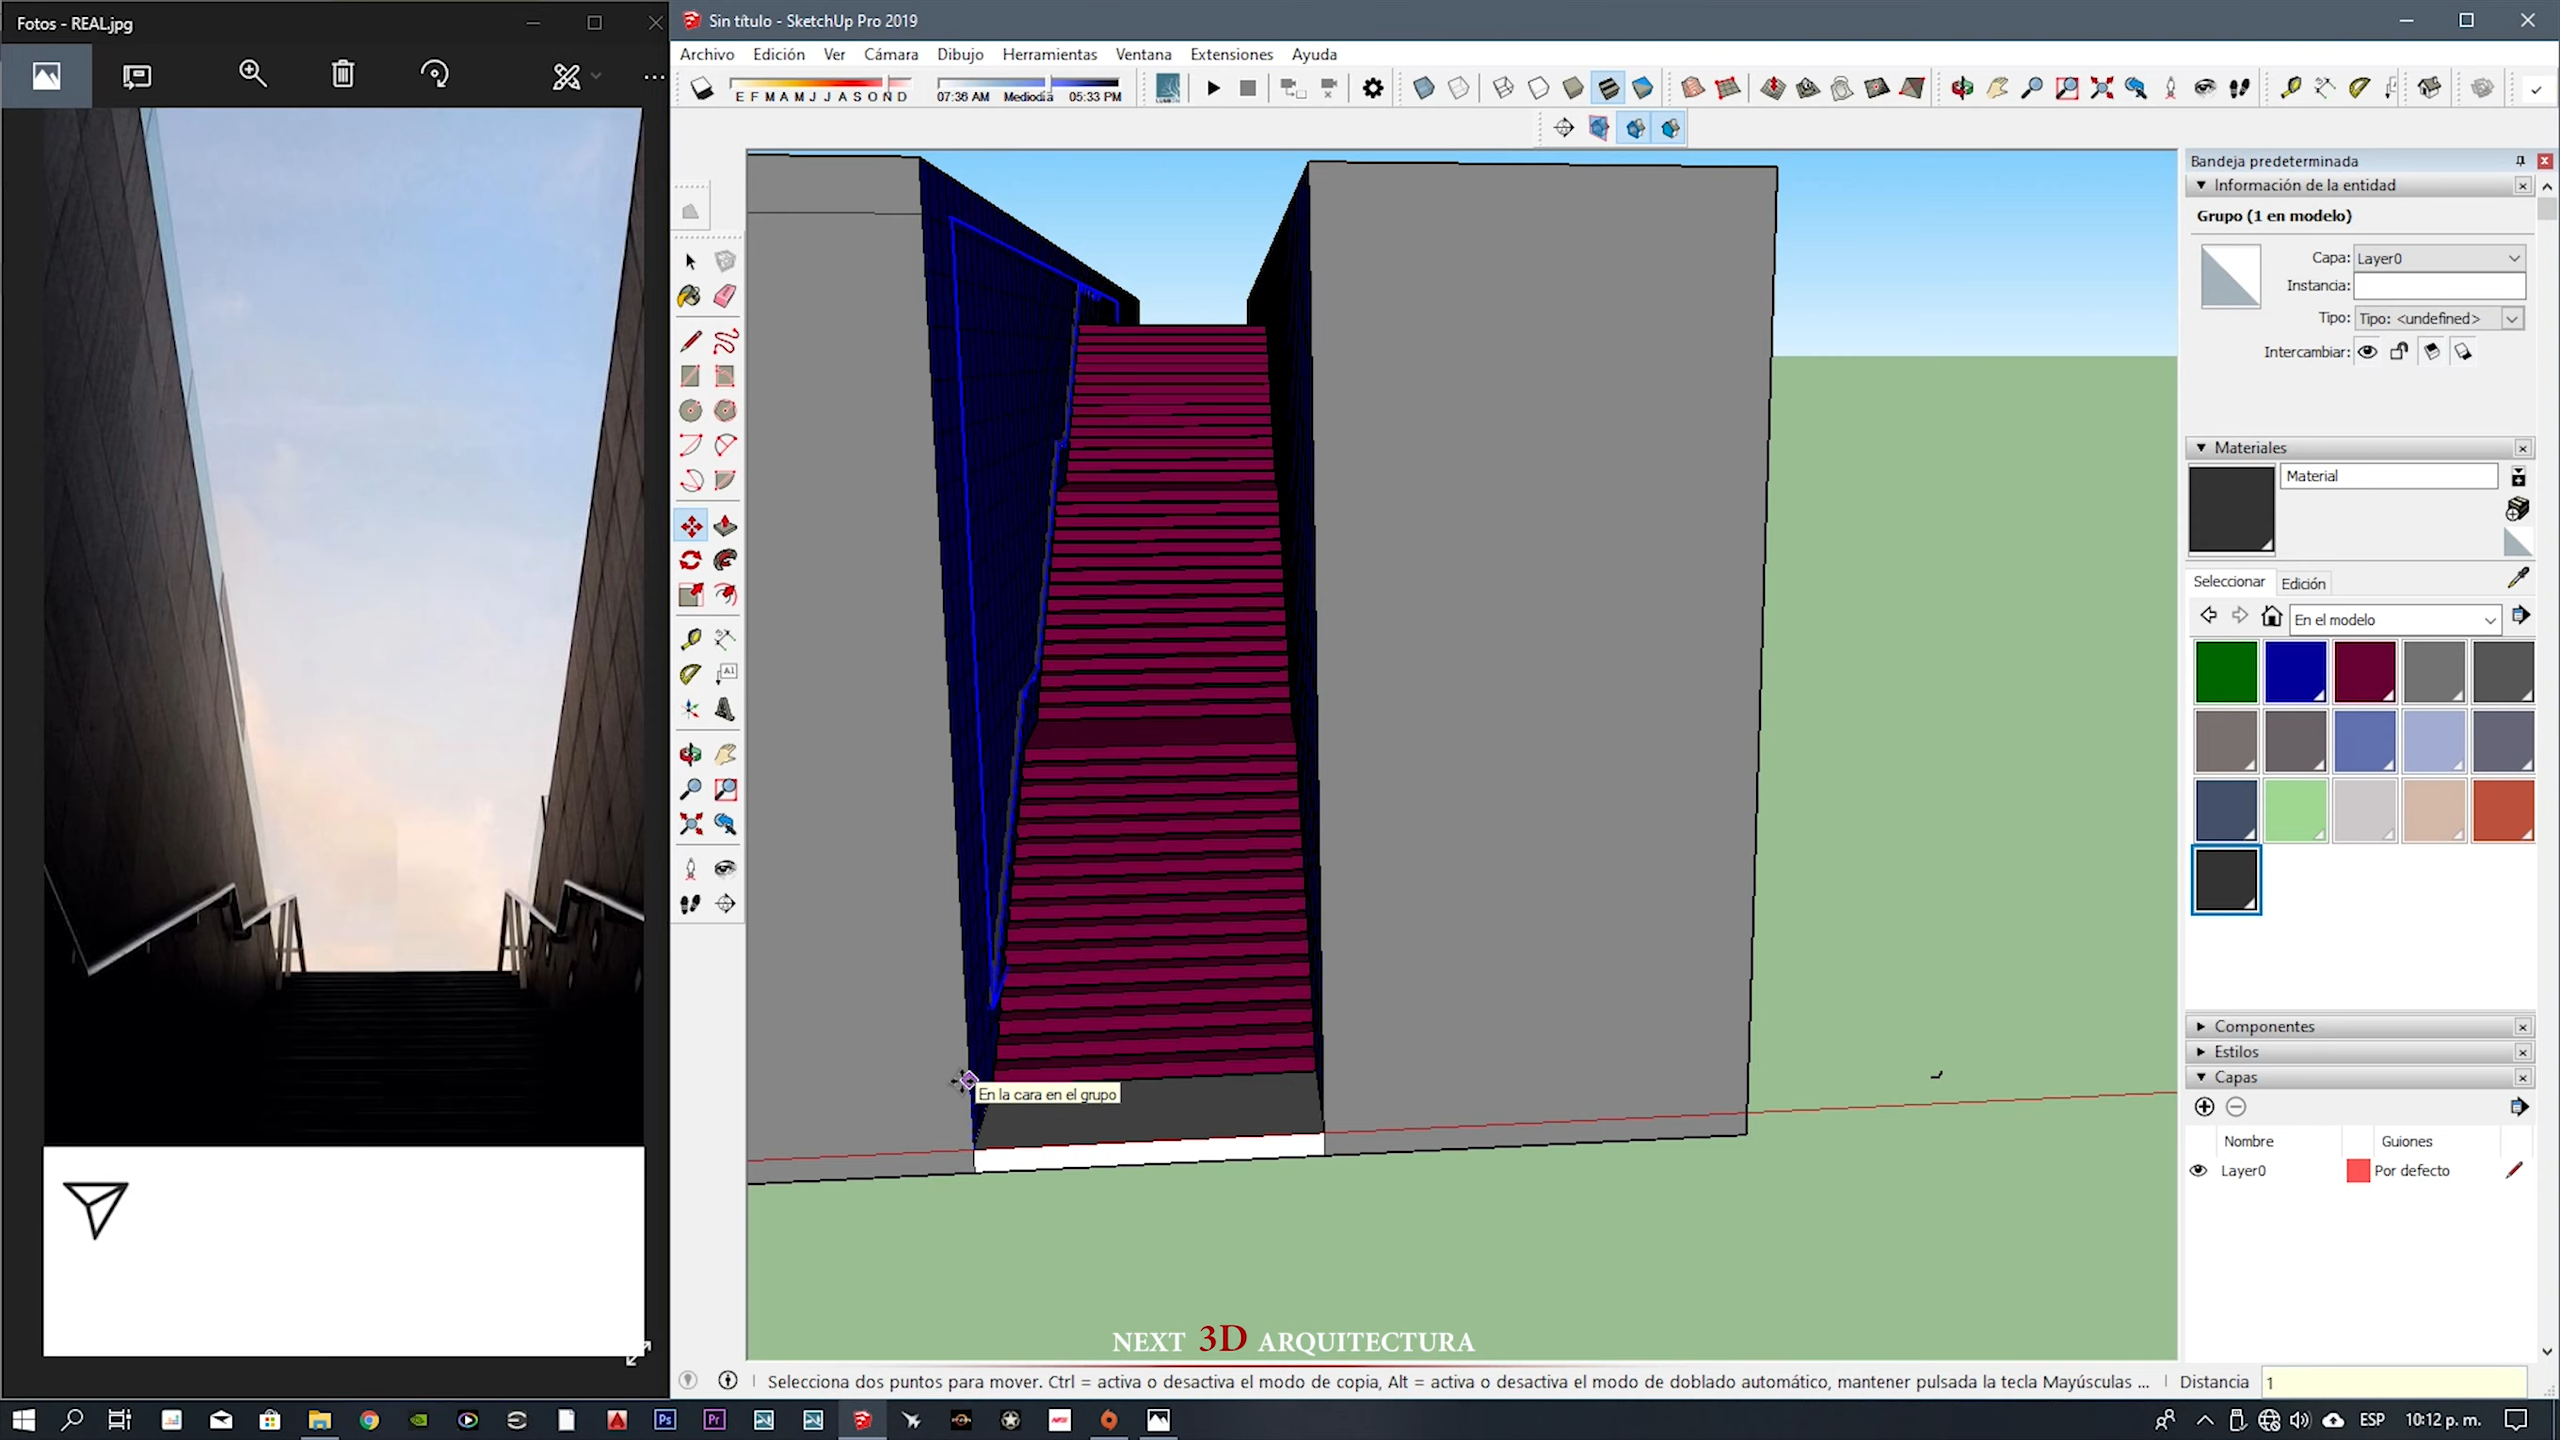 Fotos - REAL.jpg
Sin título - SketchUp Pro 2019
Archivo Edición Ver Cámara Dibujo Herramientas Ventana Extensiones Ayuda
E F M A M J J A S O N D
07:36 AM Mediodía 05:33 PM
Bandeja predeterminada
Información de la entidad
Grupo (1 en modelo)
Capa: Layer0
Instancia:
Tipo: Tipo: <undefined>
Intercambiar:
Materiales
Material
Seleccionar Edición
En el modelo
Componentes
Estilos
Capas
Nombre Guiones
Layer0 Por defecto
En la cara en el grupo
NEXT 3D ARQUITECTURA
Selecciona dos puntos para mover. Ctrl = activa o desactiva el modo de copia, Alt = activa o desactiva el modo de doblado automático, mantener pulsada la tecla Mayúsculas ...
Distancia 1
Ps Pr
ESP 10:12 p. m.